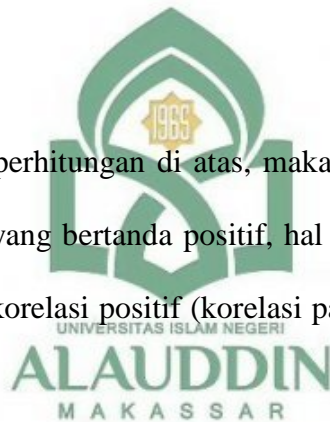 1965
perhitungan di atas, maka
yang bertanda positif, hal
korelasi positif (korelasi pa
UNIVERSITAS ISLAM NEGERI
ALAUDDIN
MAKASSAR